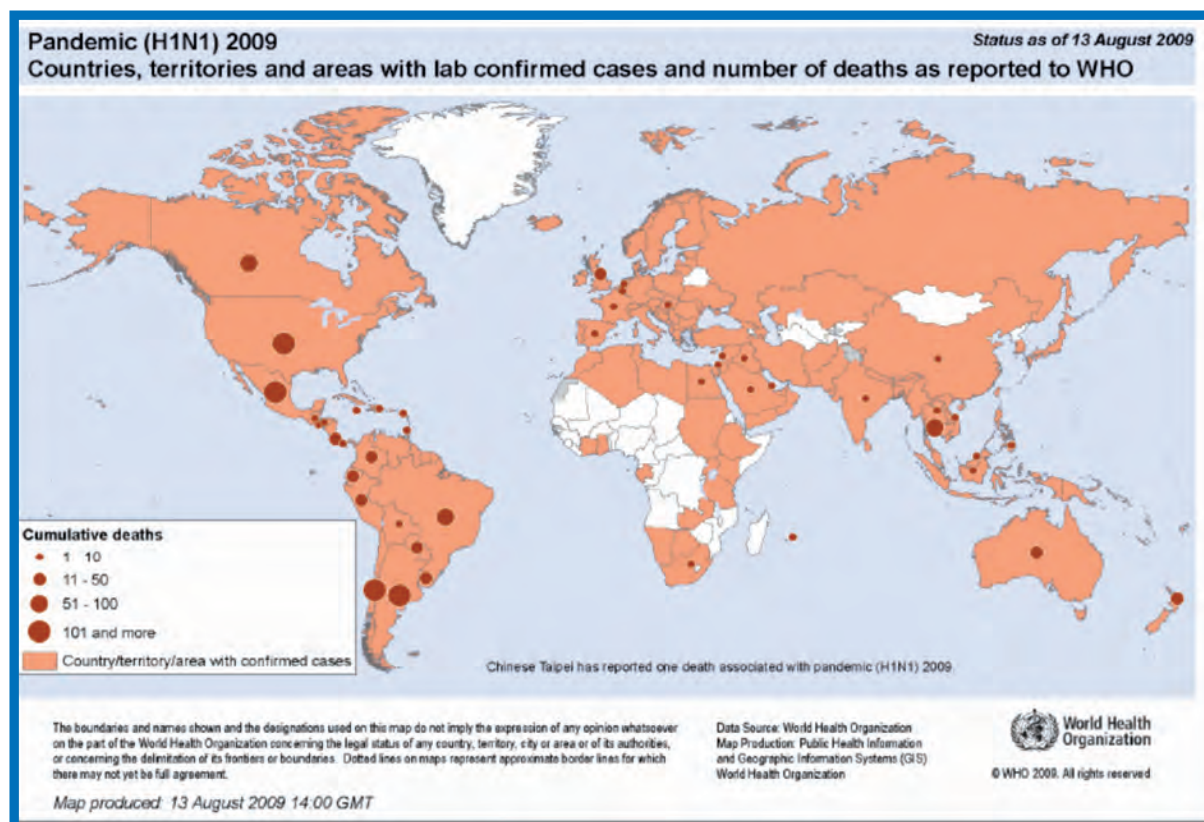 Pandemic (H1N1) 2009
Status as of 13 August 2009
Countries, territories and areas with lab confirmed cases and number of deaths as reported to WHO
Cumulative deaths
1 - 10
11 - 50
51 - 100
101 and more
Country/territory/area with confirmed cases
Chinese Taipei has reported one death associated with pandemic (H1N1) 2009.
The boundaries and names shown and the designations used on this map do not imply the expression of any opinion whatsoever
on the part of the World Health Organization concerning the legal status of any country, territory, city or area or of its authorities,
or concerning the delimitation of its frontiers or boundaries. Dotted lines on maps represent approximate border lines for which
there may not yet be full agreement.
Data Source: World Health Organization
Map Production: Public Health Information
and Geographic Information Systems (GIS)
World Health Organization
World Health
Organization
© WHO 2009. All rights reserved
Map produced: 13 August 2009 14:00 GMT